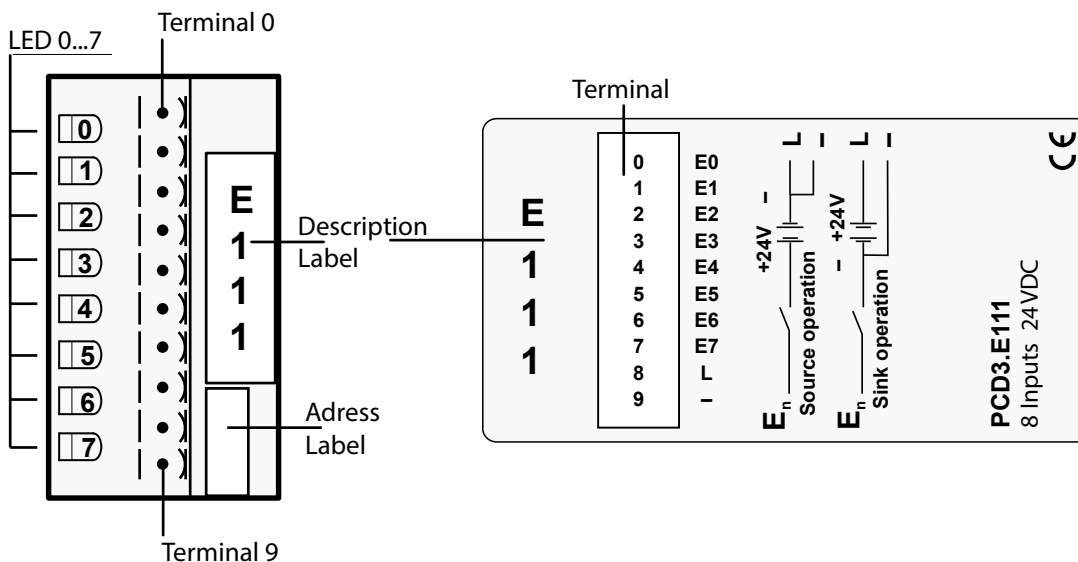 Terminal 0
LED 0...7
0
1
2
3
4
5
6
7
E
1
1
1
Description
Label
Adress
Label
Terminal 9
Terminal
E
1
1
1
0 E0
1 E1
2 E2
3 E3
4 E4
5 E5
6 E6
7 E7
8 L
9 –
L
–
–
+24V
En
Source operation
L
–
+24V
–
En
Sink operation
PCD3.E111
8 Inputs 24 VDC
CE